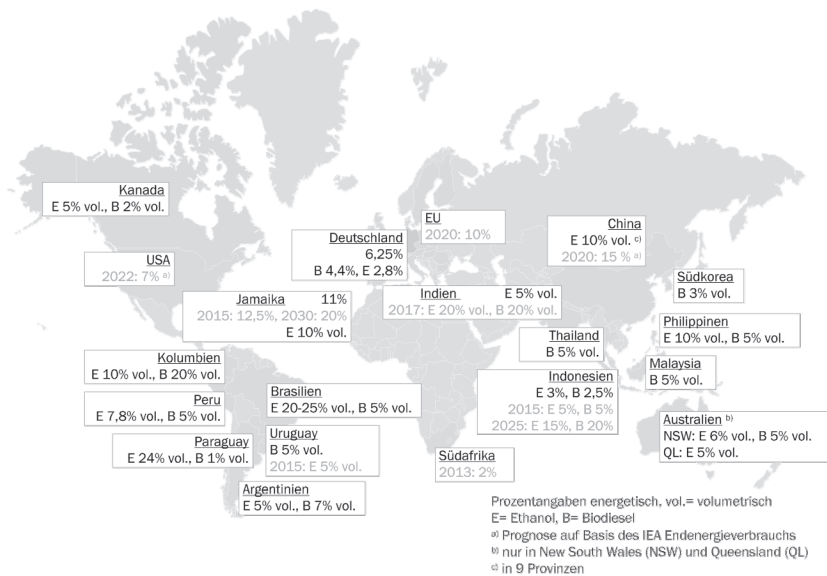 Kanada
E 5% vol., B 2% vol.
USA
2022: 7% a)
Deutschland
6,25%
B 4,4%, E 2,8%
EU
2020: 10%
China
E 10% vol. c)
2020: 15 % a)
Südkorea
B 3% vol.
Jamaika 11%
2015: 12,5%, 2030: 20%
E 10% vol.
Indien E 5% vol.
2017: E 20% vol., B 20% vol.
Philippinen
E 10% vol., B 5% vol.
Thailand
B 5% vol.
Malaysia
B 5% vol.
Kolumbien
E 10% vol., B 20% vol.
Indonesien
E 3%, B 2,5%
2015: E 5%, B 5%
2025: E 15%, B 20%
Brasilien
E 20-25% vol., B 5% vol.
Peru
E 7,8% vol., B 5% vol.
Australien b)
NSW: E 6% vol., B 5% vol.
QL: E 5% vol.
Uruguay
B 5% vol.
2015: E 5% vol.
Paraguay
E 24% vol., B 1% vol.
Südafrika
2013: 2%
Argentinien
E 5% vol., B 7% vol.
Prozentangaben energetisch, vol.= volumetrisch
E= Ethanol, B= Biodiesel
a) Prognose auf Basis des IEA Endenergieverbrauchs
b) nur in New South Wales (NSW) und Queensland (QL)
c) in 9 Provinzen